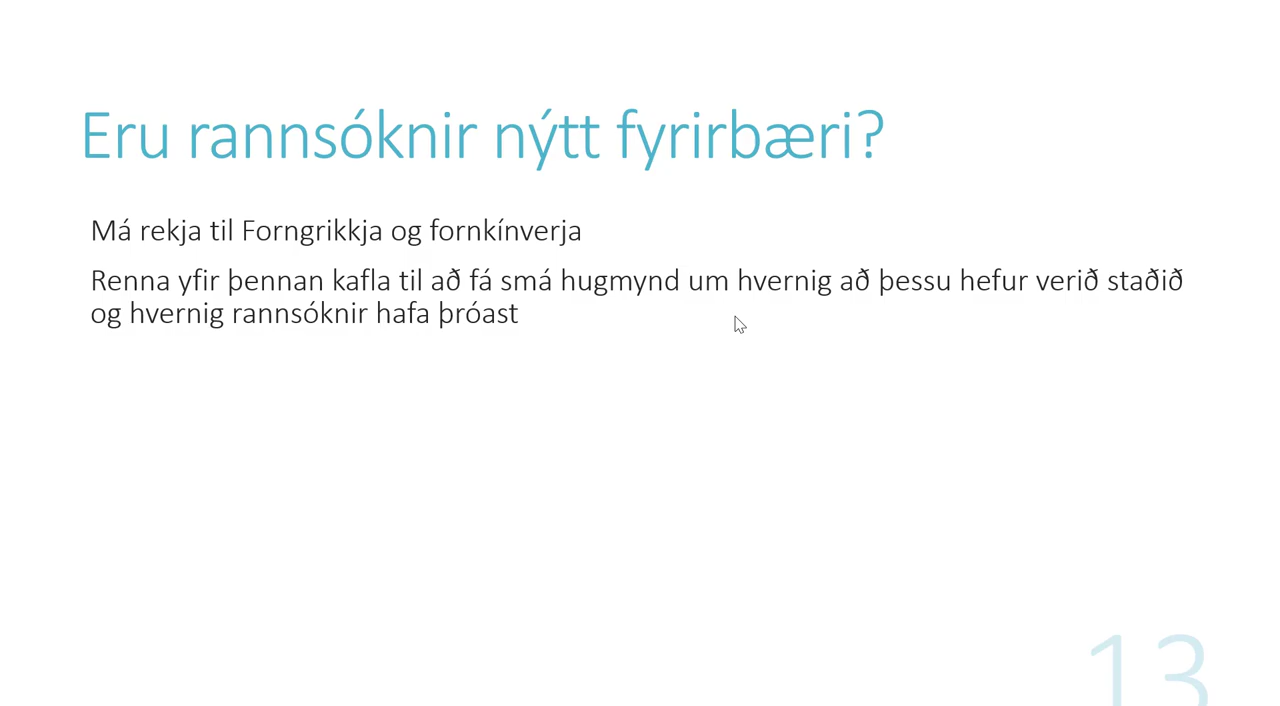 Eru rannsóknir nýtt fyrirbæri?
Má rekja til Forngrikkja og fornkínverja
Renna yfir þennan kafla til að fá smá hugmynd um hvernig að þessu hefur verið staðið
og hvernig rannsóknir hafa þróast
13